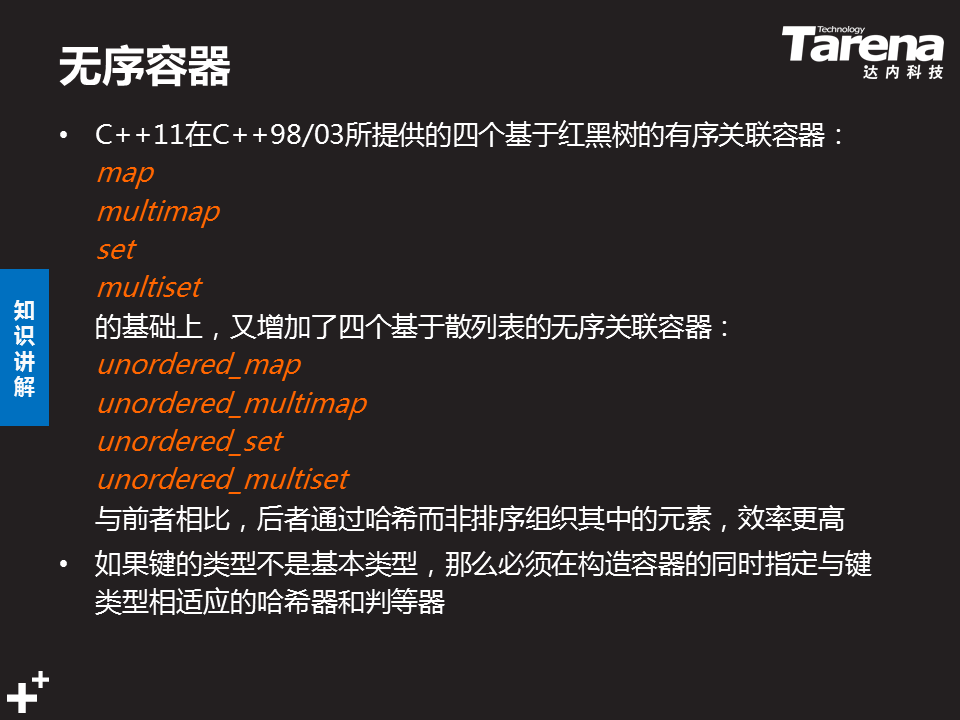 无序容器
Technology
Tarena
达内科技
• C++11在C++98/03所提供的四个基于红黑树的有序关联容器：
map
multimap
set
multiset
的基础上，又增加了四个基于散列表的无序关联容器：
unordered_map
unordered_multimap
unordered_set
unordered_multiset
与前者相比，后者通过哈希而非排序组织其中的元素，效率更高
• 如果键的类型不是基本类型，那么必须在构造容器的同时指定与键
类型相适应的哈希器和判等器
知
识
讲
解